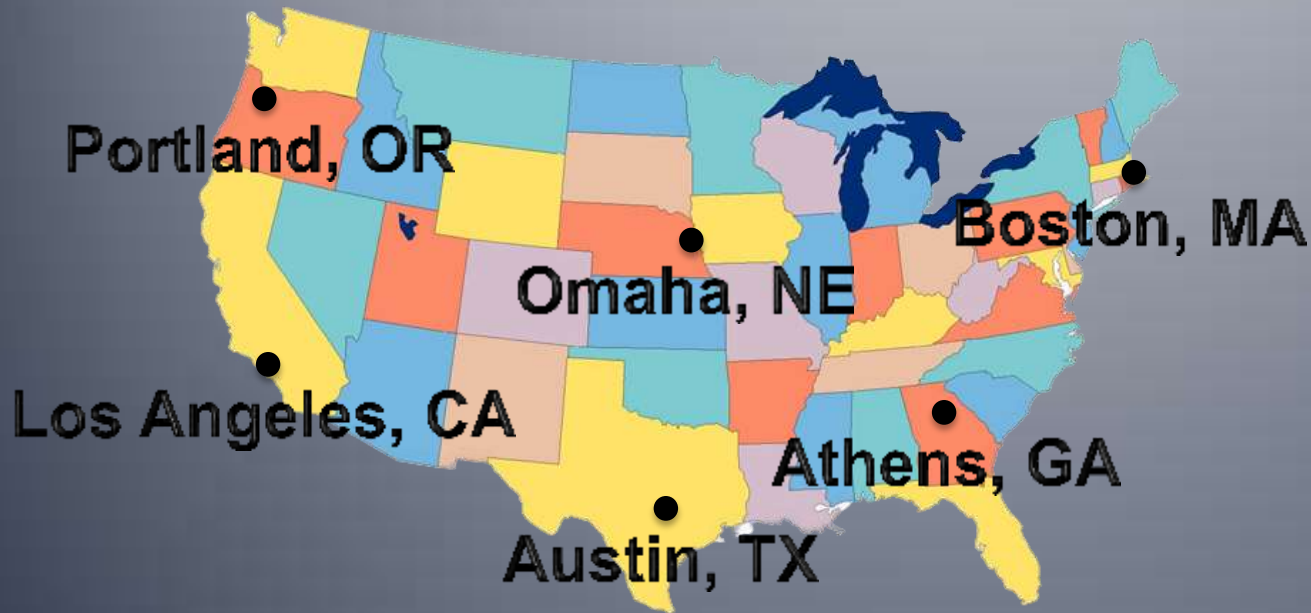 Portland, OR
Boston, MA
Omaha, NE
Los Angeles, CA
Athens, GA
Austin, TX